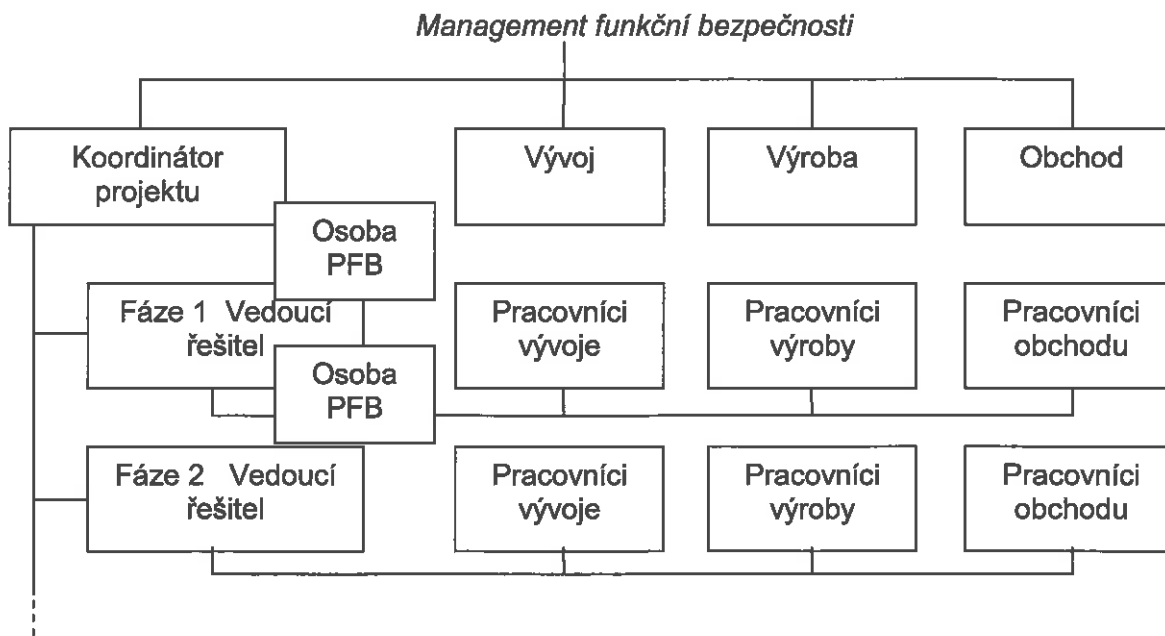 Management funkční bezpečnosti
Koordinátor
projektu
Vývoj
Výroba
Obchod
Osoba
PFB
Fáze 1 Vedoucí
řešitel
Pracovníci
vývoje
Pracovníci
výroby
Pracovníci
obchodu
Osoba
PFB
Fáze 2 Vedoucí
řešitel
Pracovníci
vývoje
Pracovníci
výroby
Pracovníci
obchodu